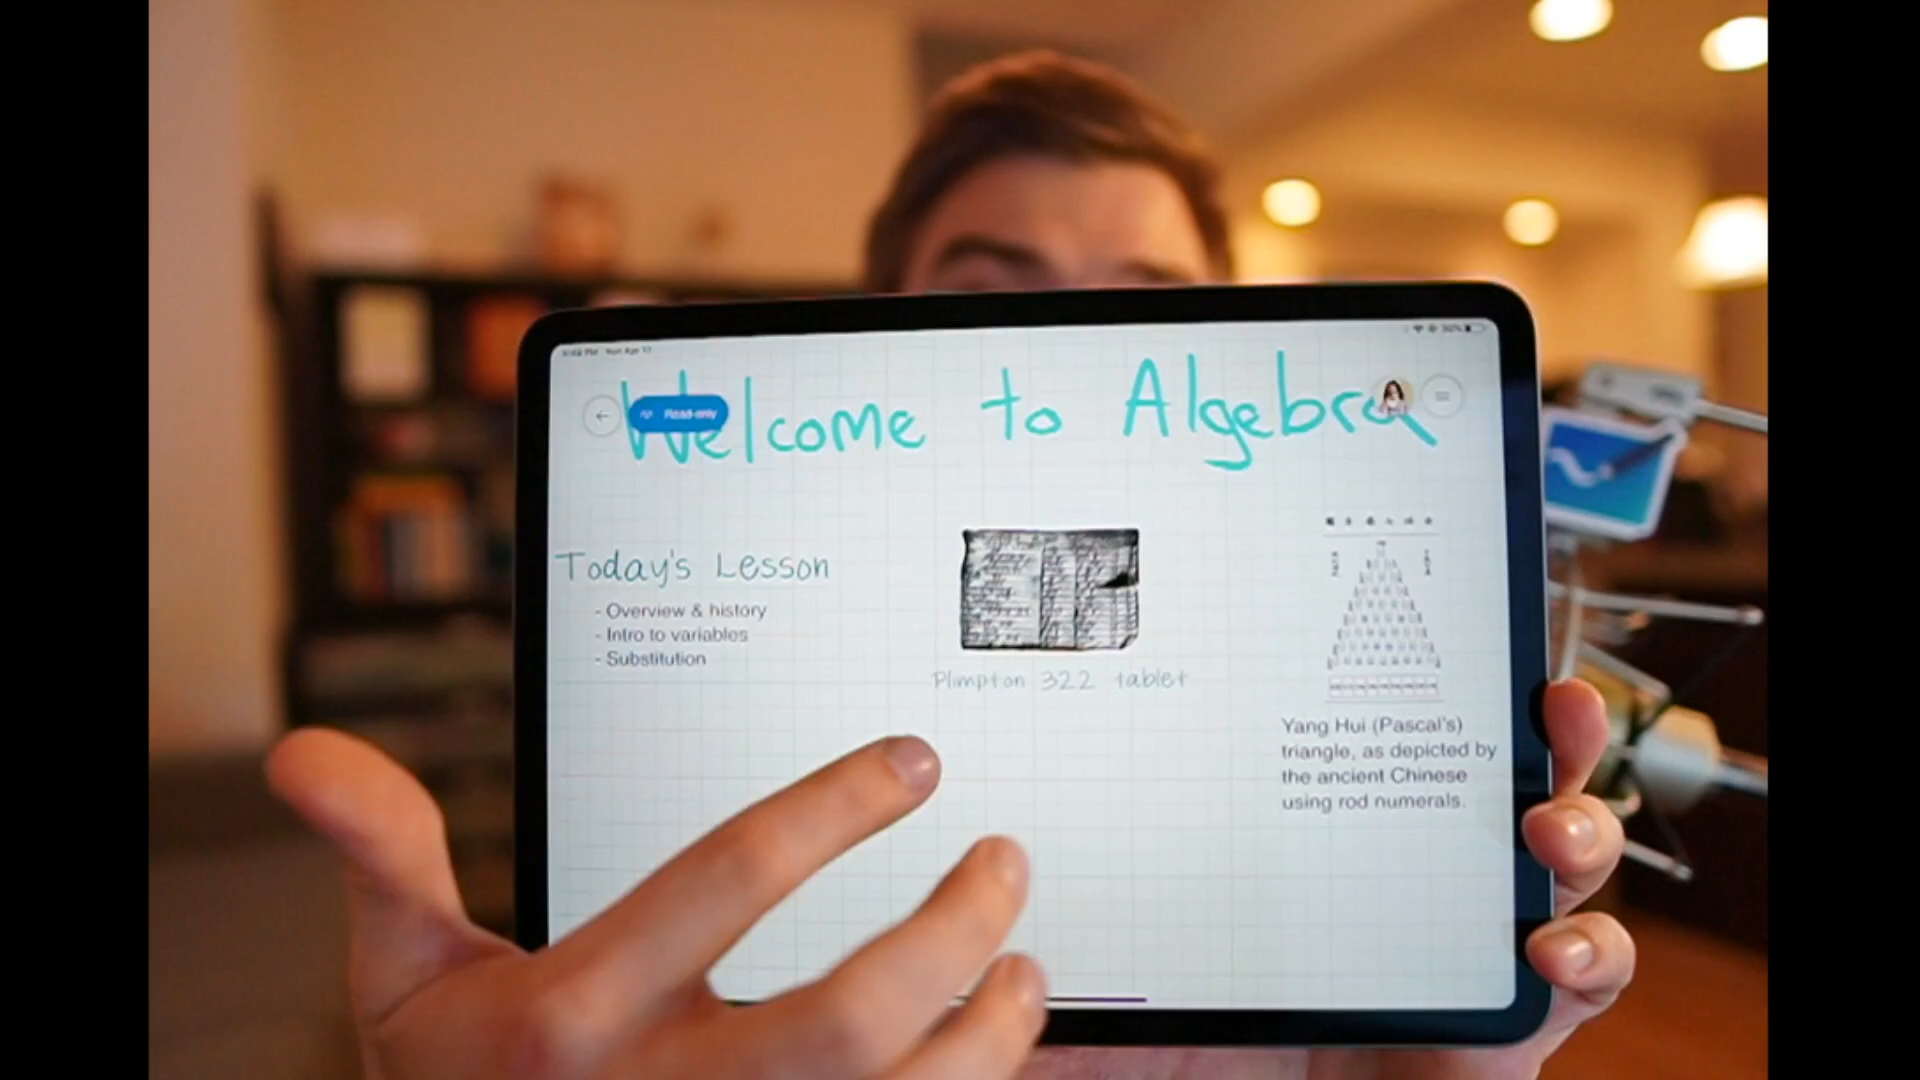 Welcome to Algebra
Read-only
Today's Lesson
- Overview & history
- Intro to variables
- Substitution
Plimpton 322 tablet
Yang Hui (Pascal's)
triangle, as depicted by
the ancient Chinese
using rod numerals.